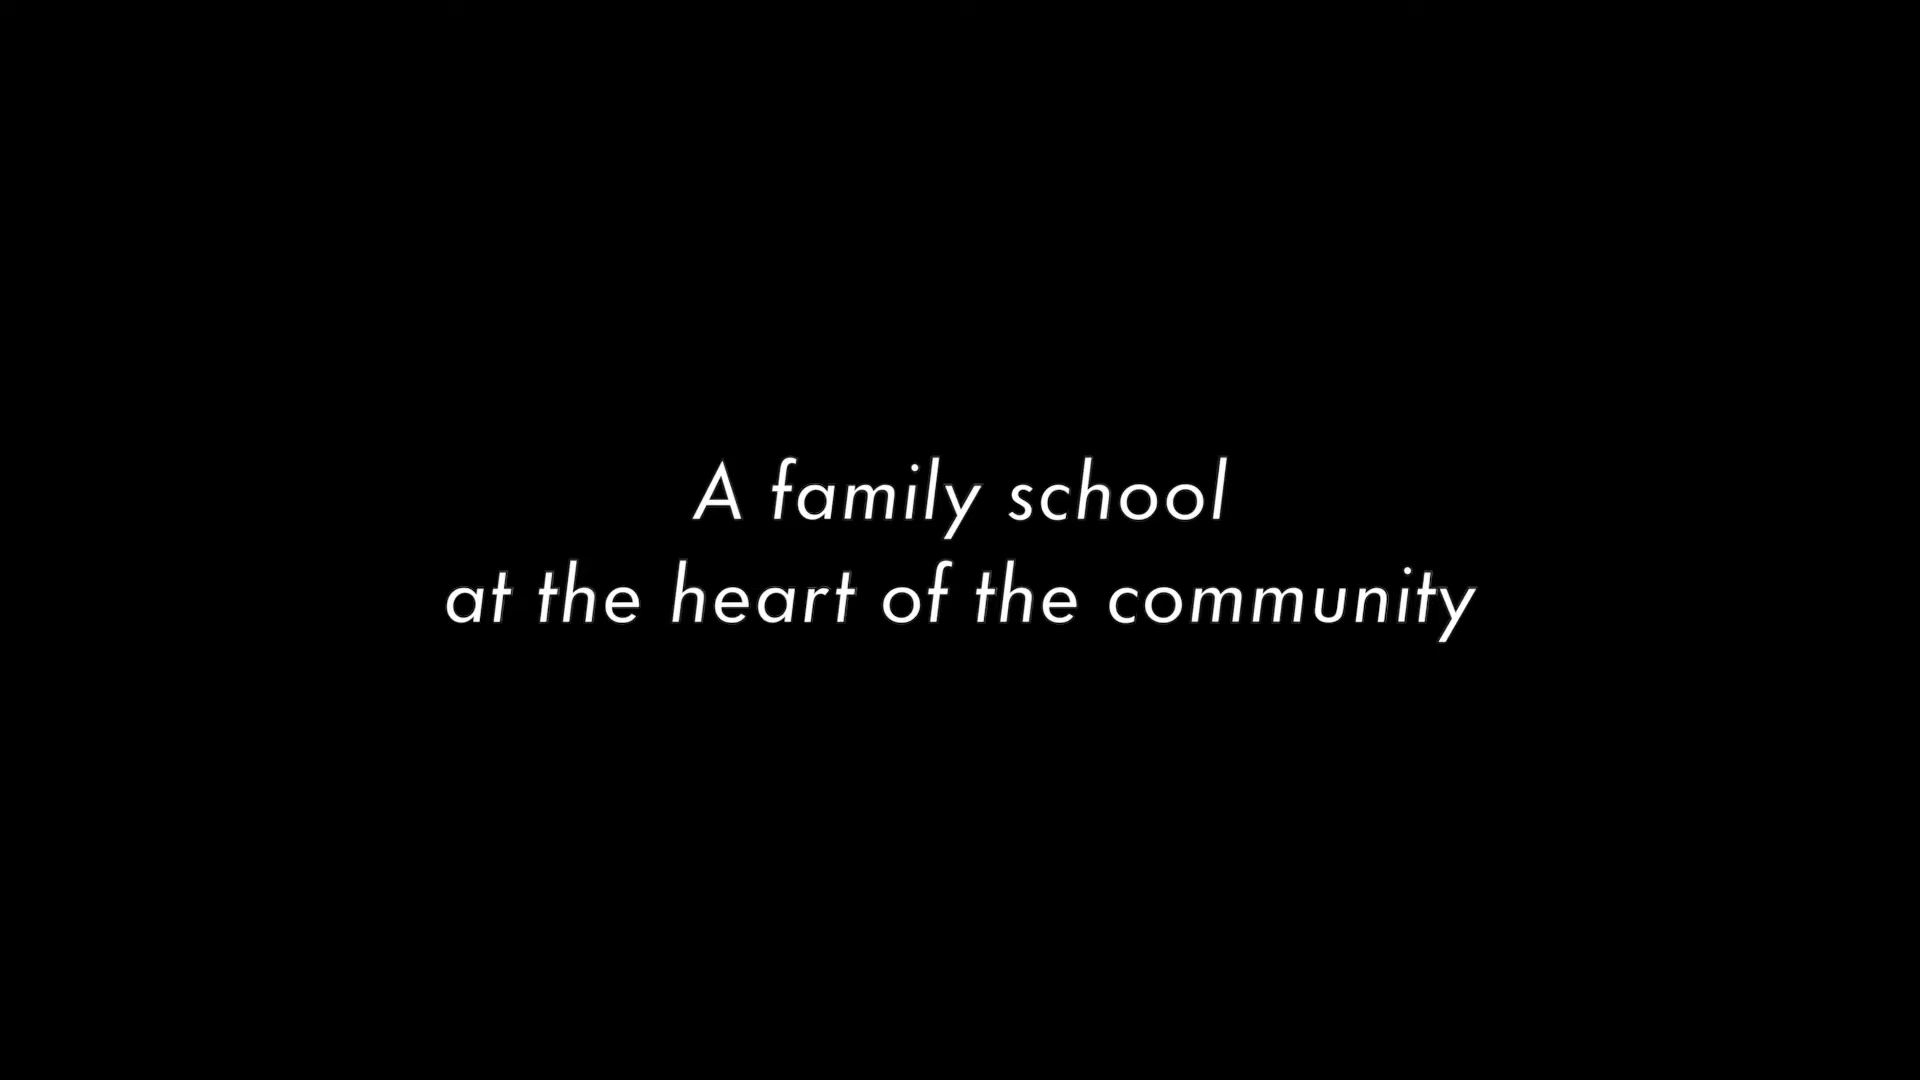 A family school
at the heart of the community